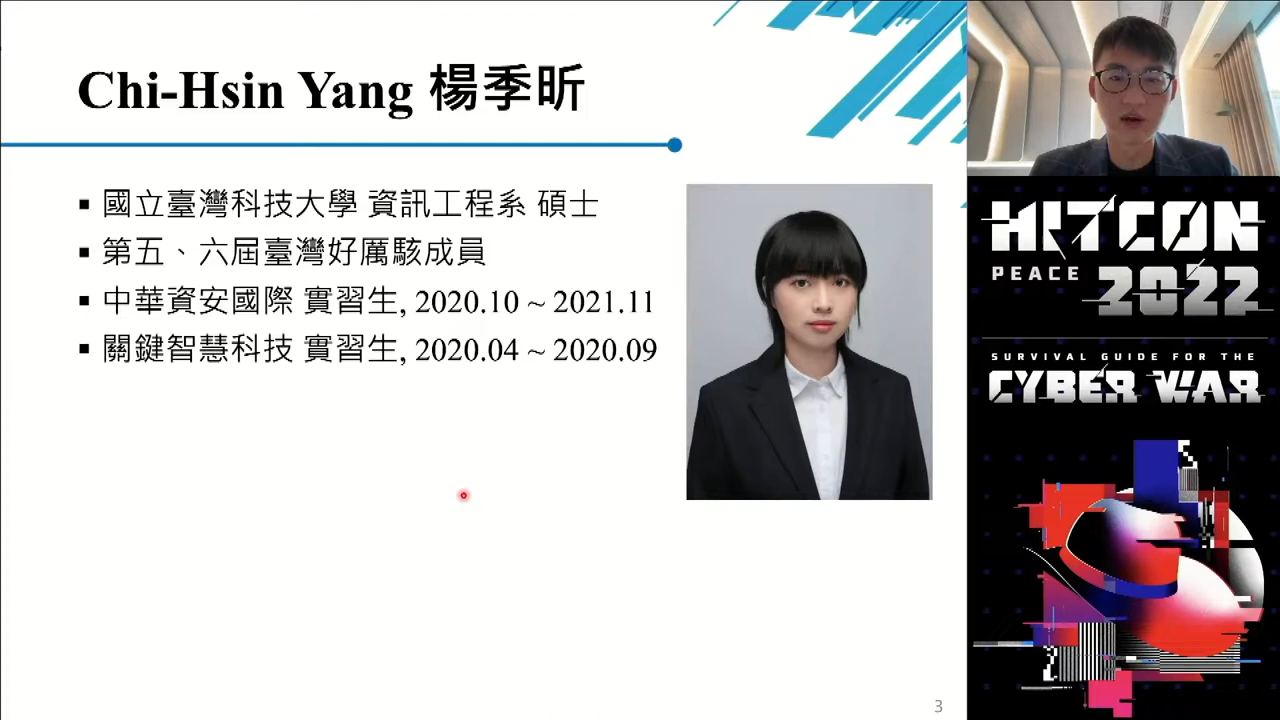 Chi-Hsin Yang 楊季昕
▪ 國立臺灣科技大學 資訊工程系 碩士
▪ 第五、六屆臺灣好厲駭成員
▪ 中華資安國際 實習生, 2020.10 ~ 2021.11
▪ 關鍵智慧科技 實習生, 2020.04 ~ 2020.09
3
HITCON
PEACE 2022
SURVIVAL GUIDE FOR THE
CYBER WAR